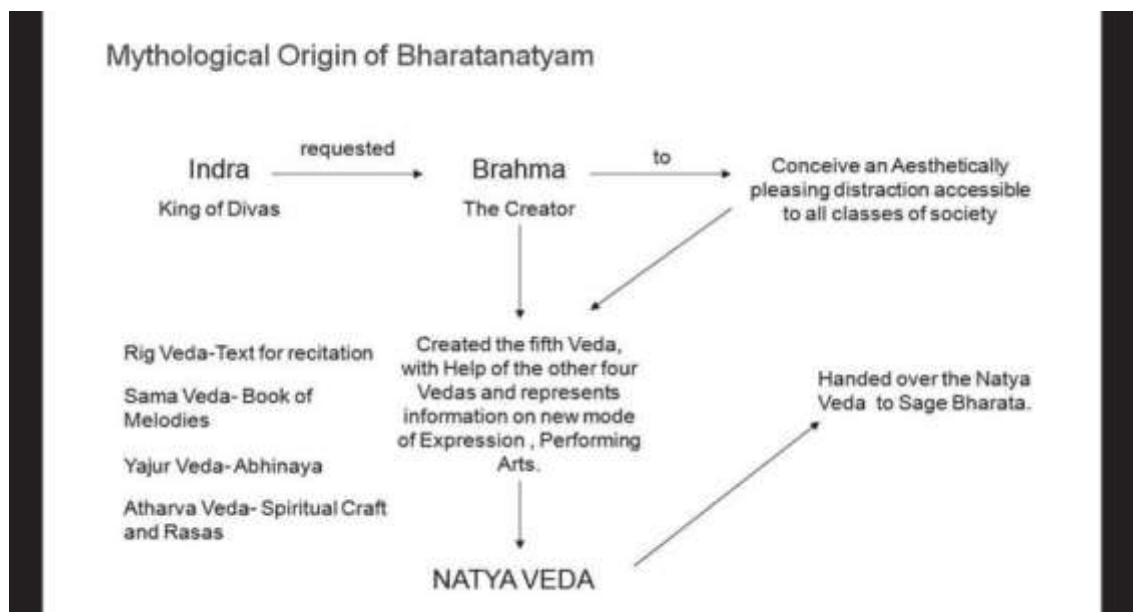 Mythological Origin of Bharatanatyam
Indra
requested
Brahma
to
Conceive an Aesthetically
pleasing distraction accessible
to all classes of society
King of Divas
The Creator
Rig Veda-Text for recitation
Sama Veda- Book of
Melodies
Yajur Veda- Abhinaya
Atharva Veda- Spiritual Craft
and Rasas
Created the fifth Veda,
with Help of the other four
Vedas and represents
information on new mode
of Expression , Performing
Arts.
Handed over the Natya
Veda to Sage Bharata.
NATYA VEDA